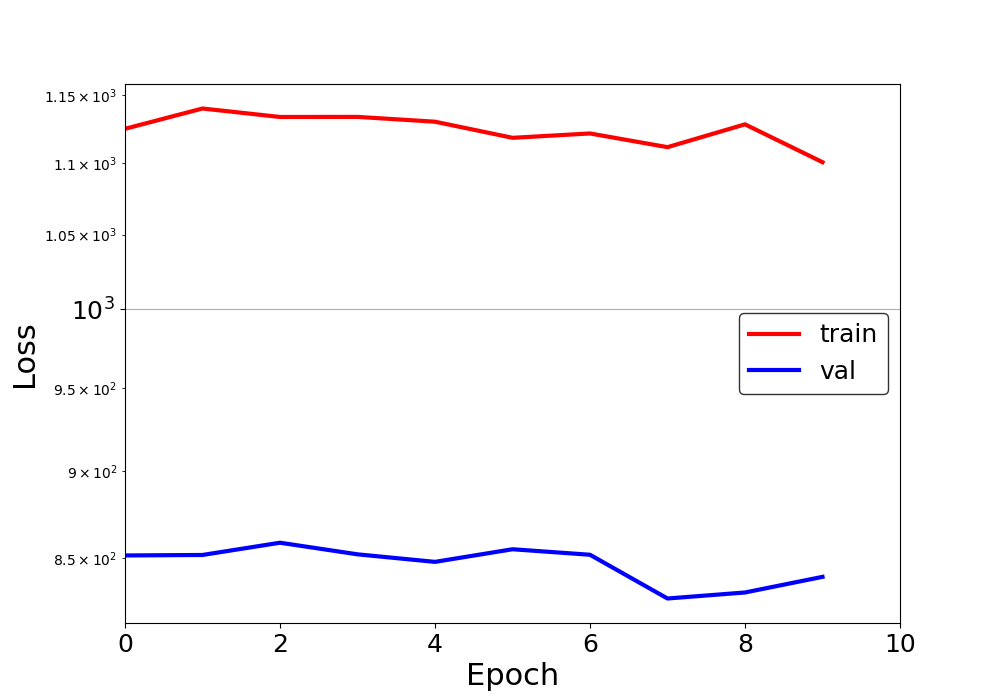 1.15 × 10³
1.1 × 10³
1.05 × 10³
10³
9.5 × 10²
9 × 10²
8.5 × 10²
Loss
train
val
0 2 4 6 8 10
Epoch